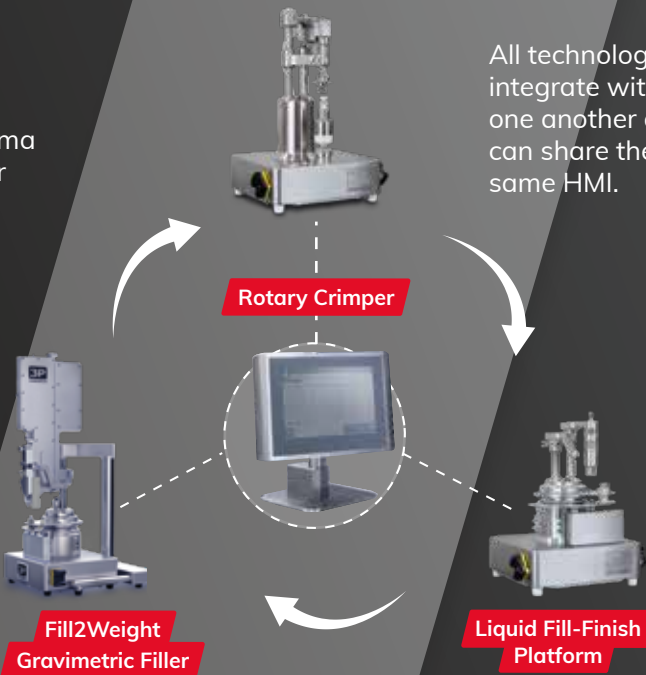 All technolog
integrate wit
one another
can share the
same HMI.
ma
r
Rotary Crimper
3P
3P
Fill2Weight
Gravimetric Filler
Liquid Fill-Finish
Platform